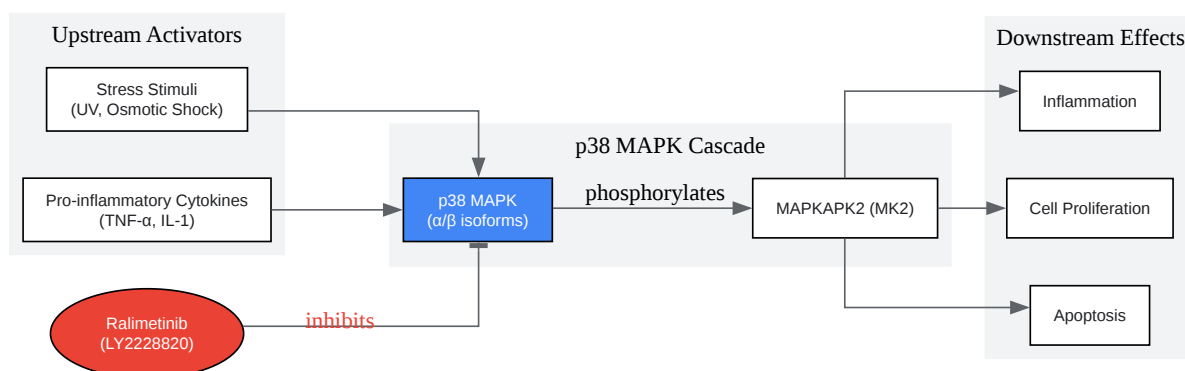 Upstream Activators
Stress Stimuli
(UV, Osmotic Shock)
Pro-inflammatory Cytokines
(TNF-α, IL-1)
Ralimetinib
(LY2228820)
inhibits
p38 MAPK Cascade
p38 MAPK
(α/β isoforms)
phosphorylates
MAPKAPK2 (MK2)
Downstream Effects
Inflammation
Cell Proliferation
Apoptosis